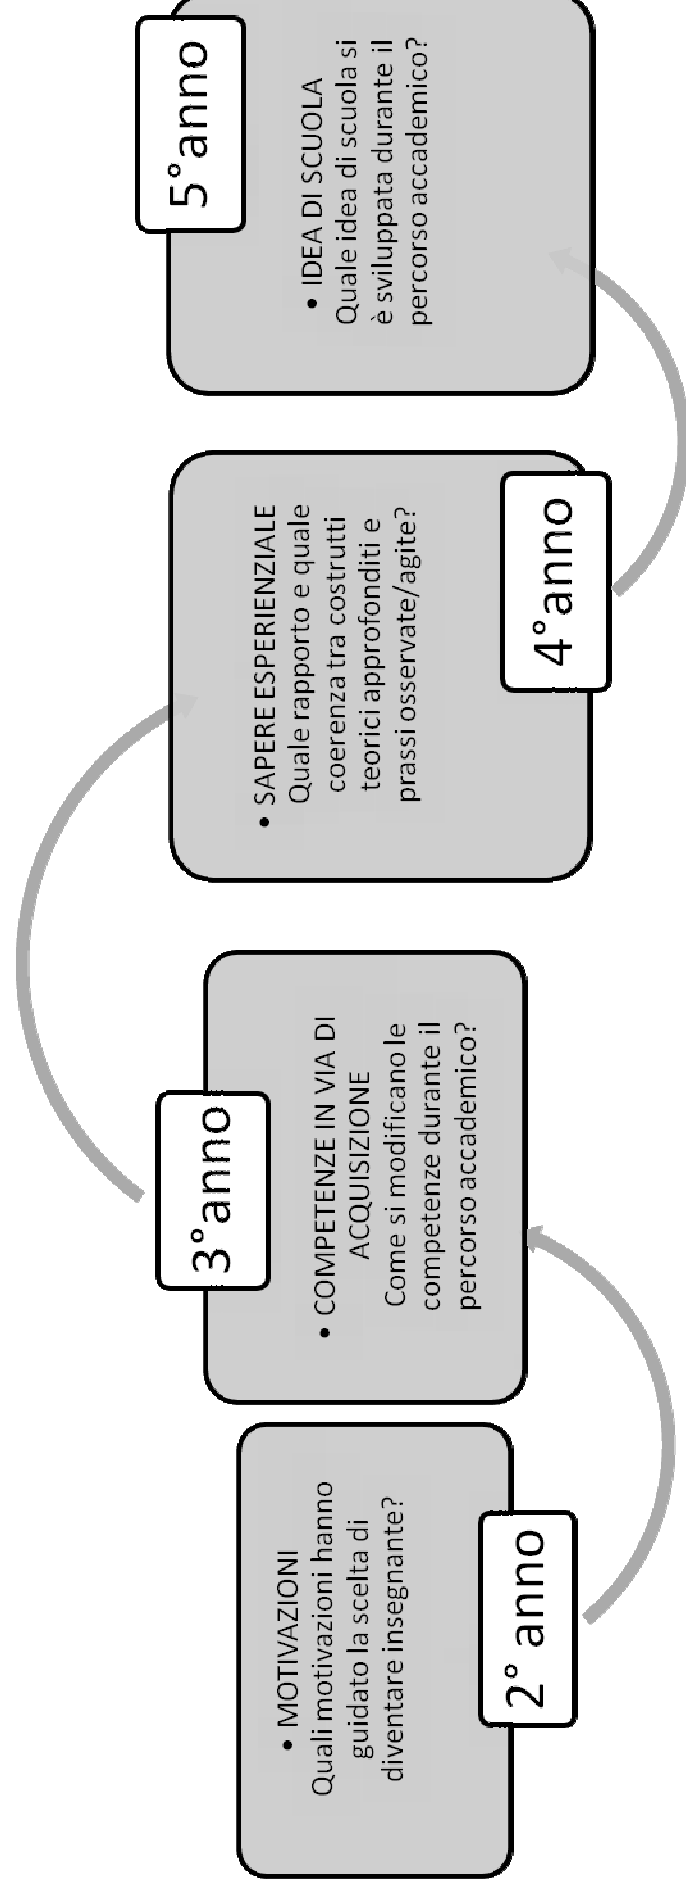 • MOTIVAZIONI
Quali motivazioni hanno
guidato la scelta di
diventare insegnante?
2° anno
3°anno
• COMPETENZE IN VIA DI
ACQUISIZIONE
Come si modificano le
competenze durante il
percorso accademico?
• SAPERE ESPERIENZIALE
Quale rapporto e quale
coerenza tra costrutti
teorici approfonditi e
prassi osservate/agite?
4°anno
5°anno
• IDEA DI SCUOLA
Quale idea di scuola si
è sviluppata durante il
percorso accademico?